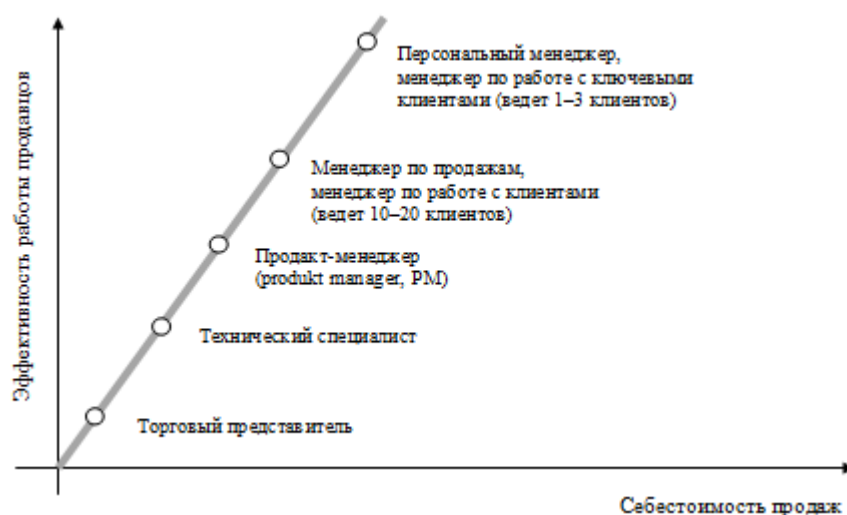 Эффективность работы продавцов
Персональный менеджер,
менеджер по работе с ключевыми
клиентами (ведет 1–3 клиентов)
Менеджер по продажам,
менеджер по работе с клиентами
(ведет 10–20 клиентов)
Продакт-менеджер
(produkt manager, PM)
Технический специалист
Торговый представитель
Себестоимость продаж